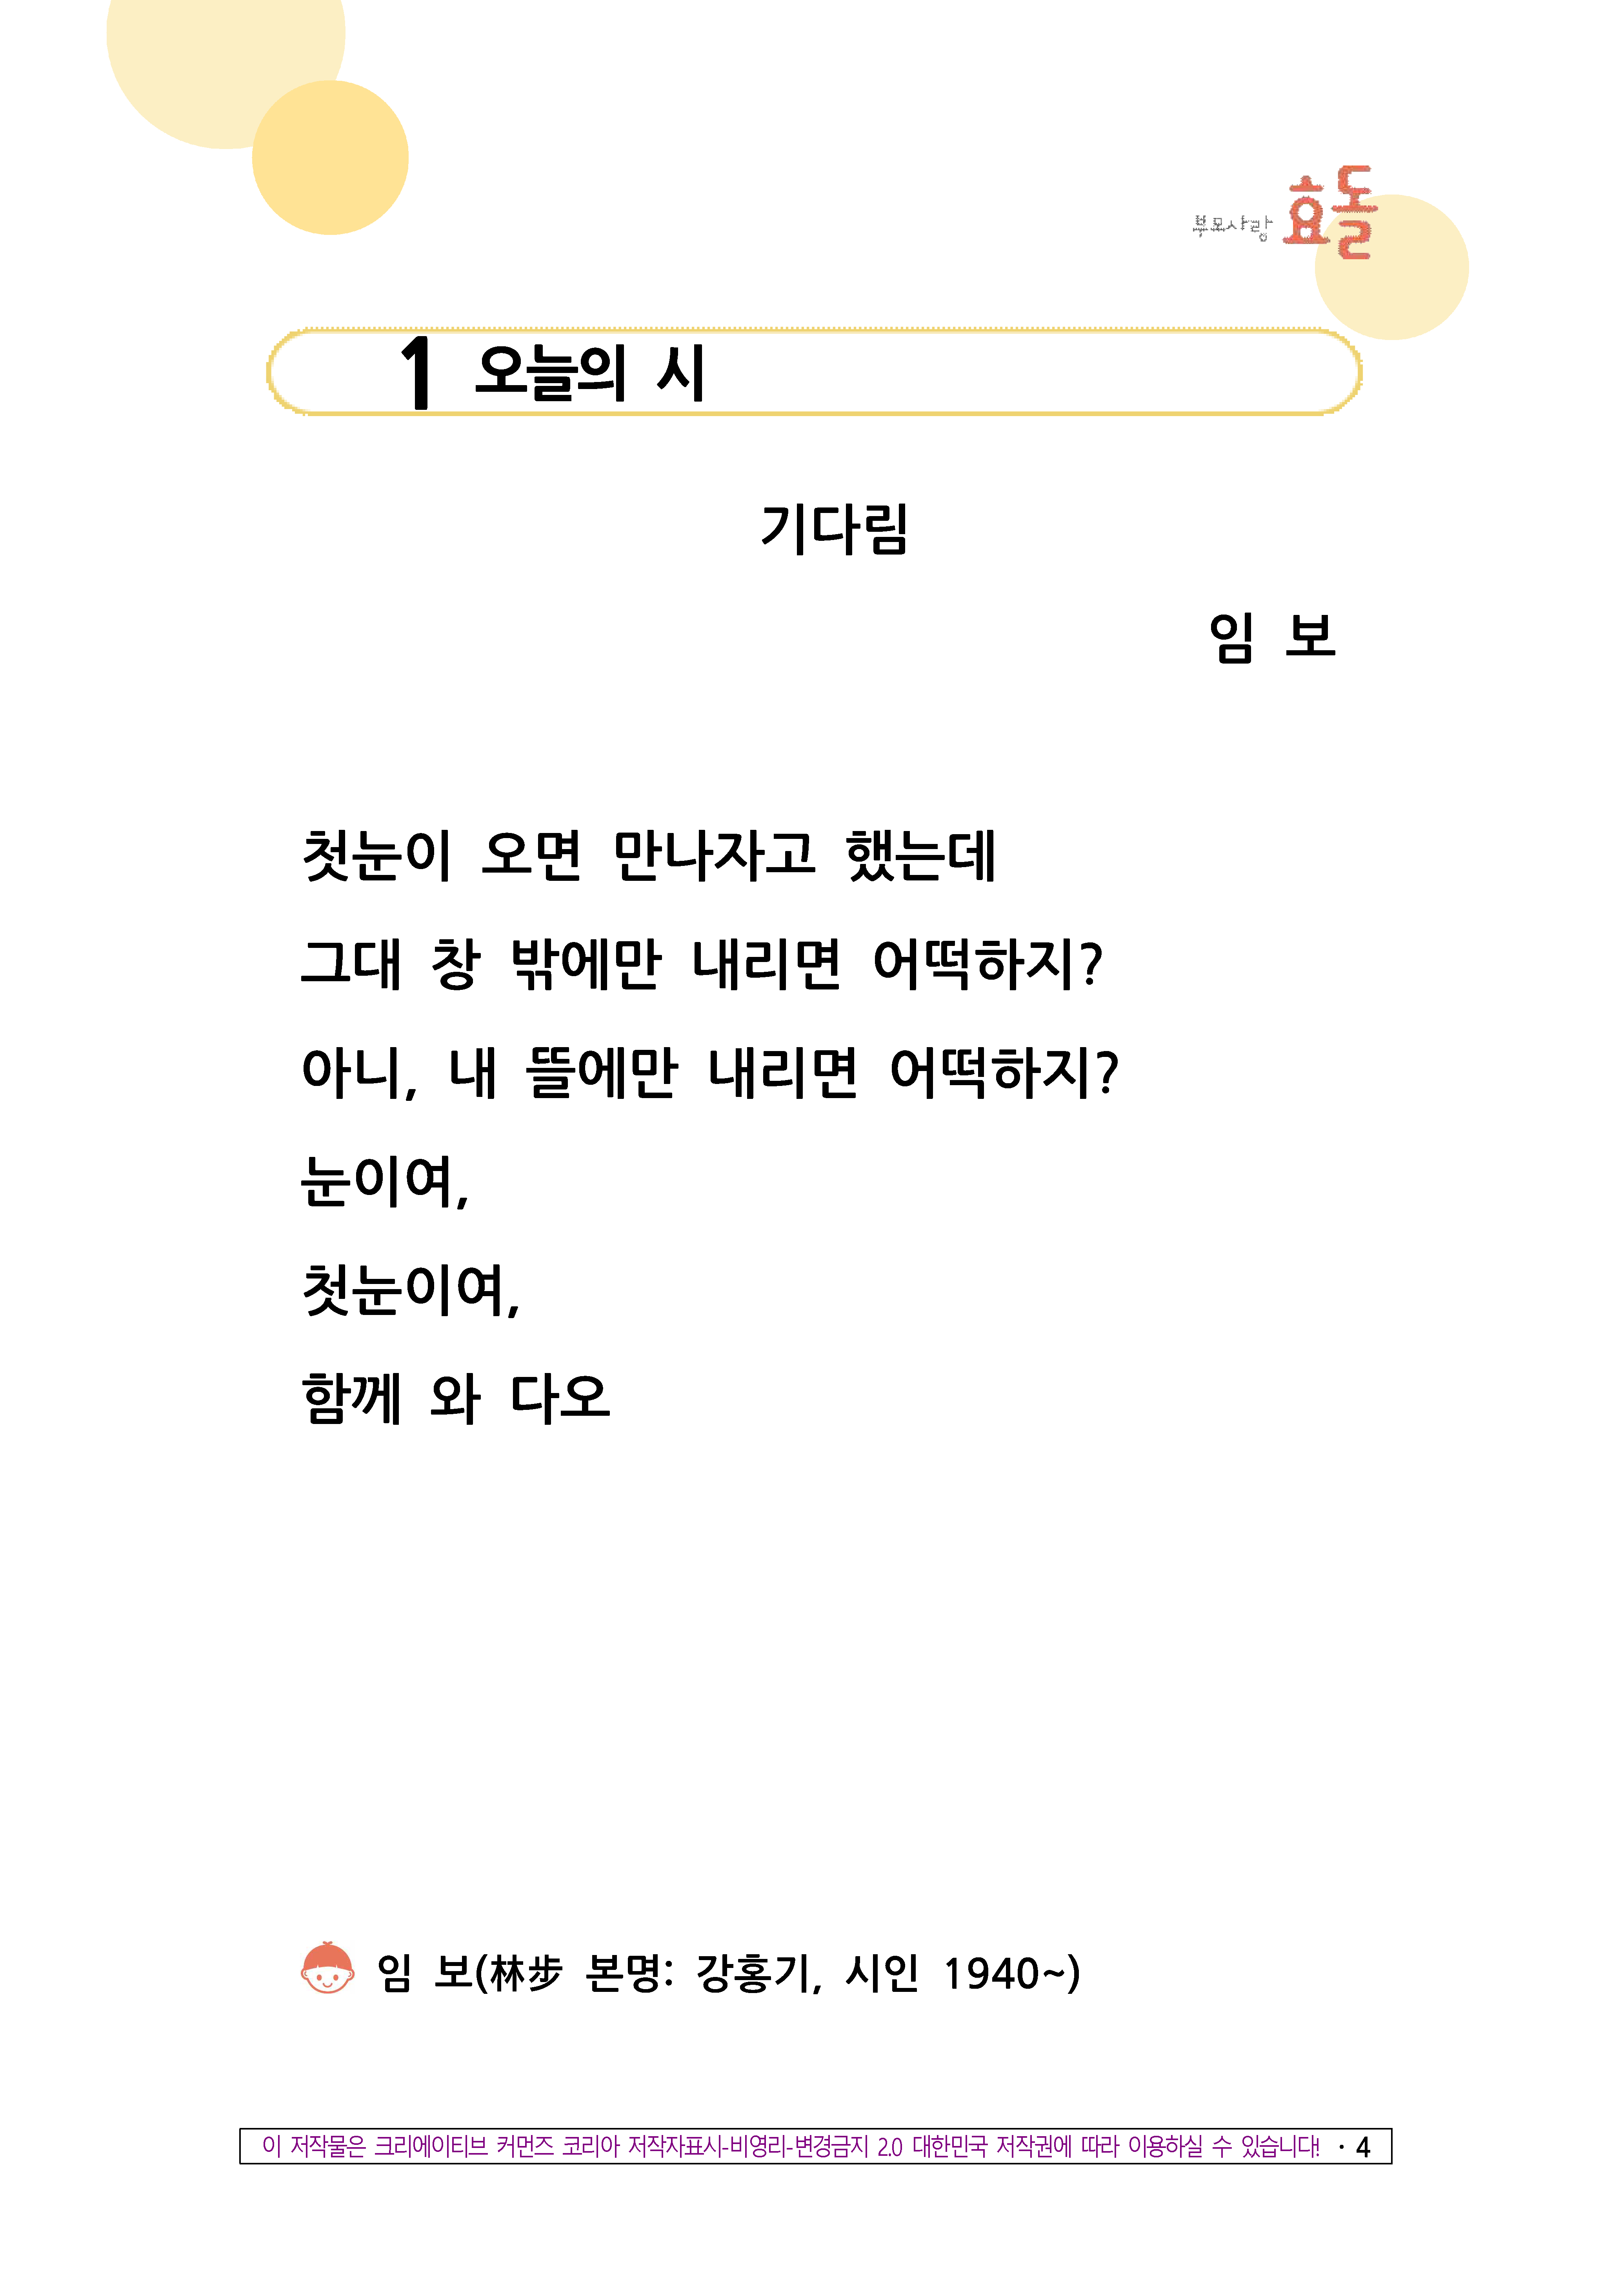 부모사랑 효돌
1 오늘의 시
기다림
임 보
첫눈이 오면 만나자고 했는데
그대 창 밖에만 내리면 어떡하지?
아니, 내 뜰에만 내리면 어떡하지?
눈이여,
첫눈이여,
함께 와 다오
임 보(林步 본명: 강홍기, 시인 1940~)
이 저작물은 크리에이티브 커먼즈 코리아 저작자표시-비영리-변경금지 2.0 대한민국 저작권에 따라 이용하실 수 있습니다! · 4